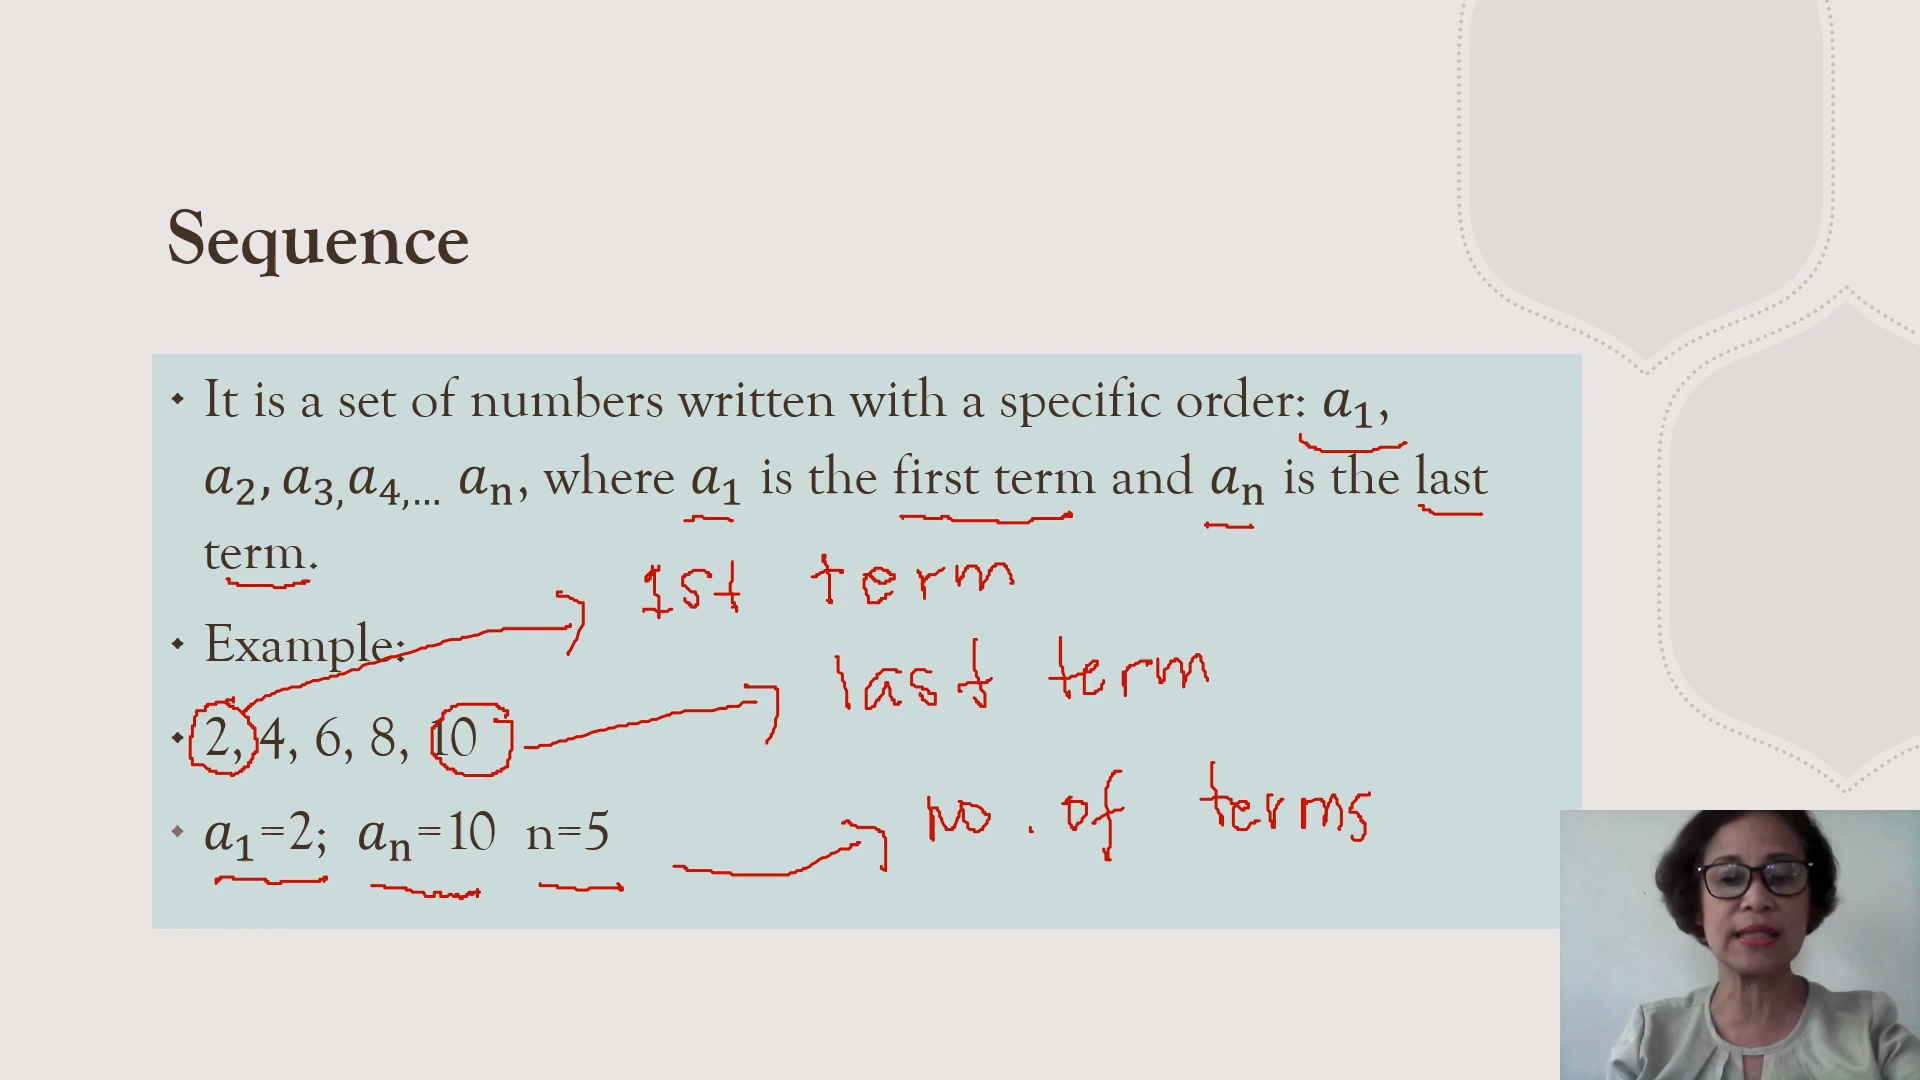 Sequence
It is a set of numbers written with a specific order: a₁,
a₂, a₃,a₄,... aₙ, where a₁ is the first term and aₙ is the last
term.
1st term
Example:
last term
2, 4, 6, 8, 10
No. of terms
a₁=2; aₙ=10 n=5